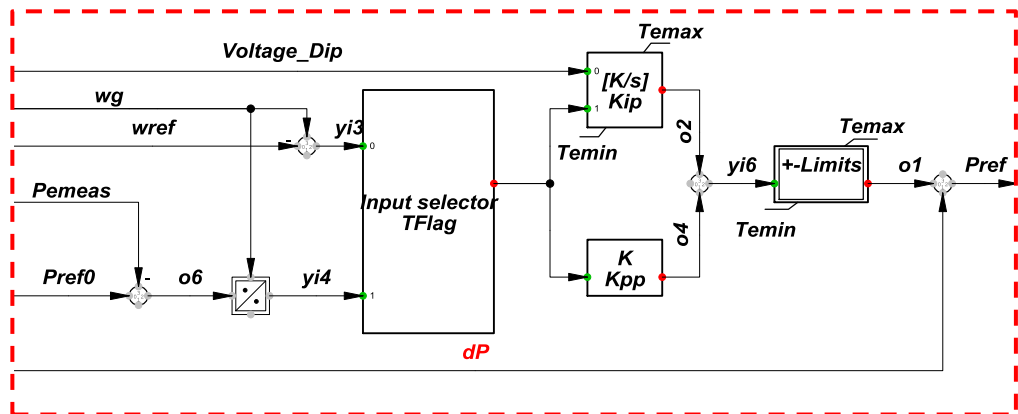 Temax
Voltage_Dip
0
[K/s]
Kip
wg
1
wref
-
yi3
0
o2
Temin
Temax
Pemeas
Input selector
TFlag
yi6
+-Limits
o1
Pref
Temin
o4
Pref0
-
o6
yi4
1
K
Kpp
dP